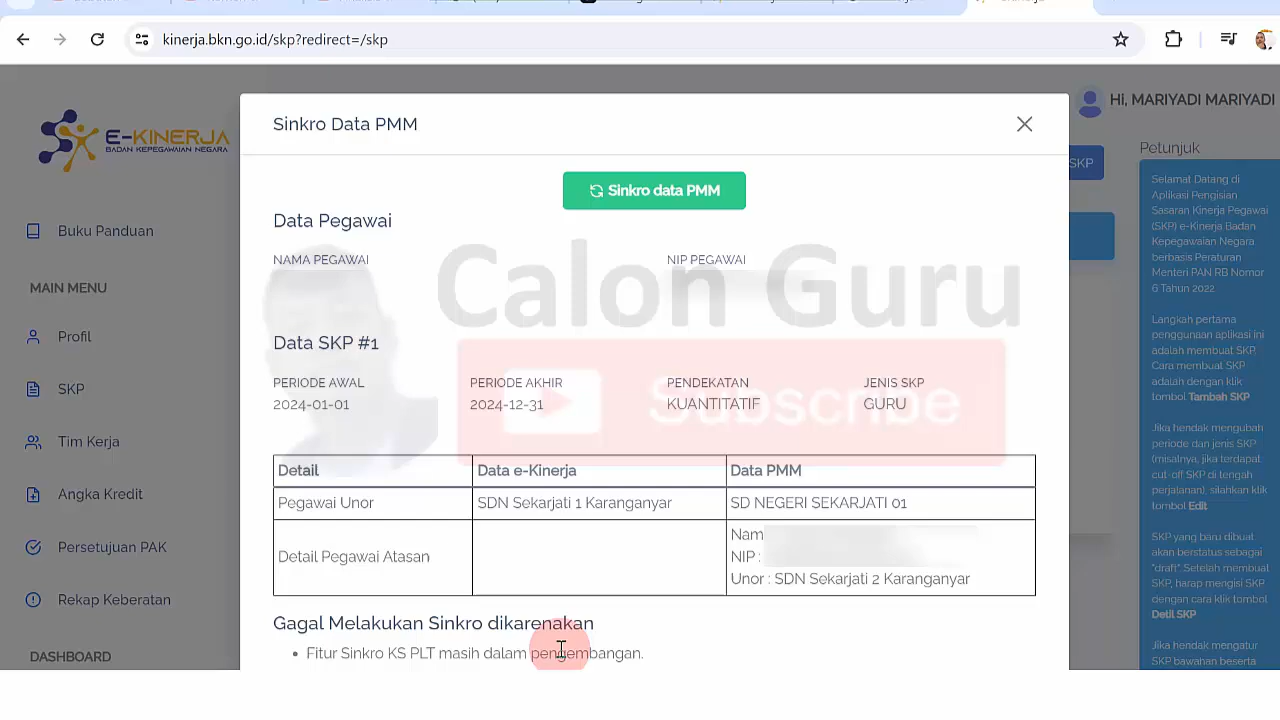 kinerja.bkn.go.id/skp?redirect=/skp
E-KINERJA
BADAN KEPEGAWAIAN NEGARA
Buku Panduan
MAIN MENU
Profil
SKP
Tim Kerja
Angka Kredit
Persetujuan PAK
Rekap Keberatan
DASHBOARD
Sinkro Data PMM
Sinkro data PMM
Data Pegawai
NAMA PEGAWAI NIP PEGAWAI
Calon Guru
Data SKP #1
PERIODE AWAL PERIODE AKHIR PENDEKATAN JENIS SKP
2024-01-01 2024-12-31 KUANTITATIF GURU
Subscribe
Detail Data e-Kinerja Data PMM
Pegawai Unor SDN Sekarjati 1 Karanganyar SD NEGERI SEKARJATI 01
Nam
Detail Pegawai Atasan NIP :
Unor : SDN Sekarjati 2 Karanganyar
Gagal Melakukan Sinkro dikarenakan
• Fitur Sinkro KS PLT masih dalam pengembangan.
Hi, MARIYADI MARIYADI
SKP
Petunjuk
Selamat Datang di
Aplikasi Pengisian
Sasaran Kinerja Pegawai
(SKP) e-Kinerja Badan
Kepegawaian Negara
berbasis Peraturan
Menteri PAN RB Nomor
6 Tahun 2022
Langkah pertama
penggunaan aplikasi ini
adalah membuat SKP.
Cara membuat SKP
adalah dengan klik
tombol Tambah SKP
Jika hendak mengubah
periode dan jenis SKP
(misalnya, jika terdapat
cut-off SKP di tengah
perjalanan), silahkan klik
tombol Edit
SKP yang baru dibuat
akan berstatus sebagai
"draft".Setelah membuat
SKP, harap mengisi SKP
dengan cara klik tombol
Detil SKP
Jika hendak mengatur
SKP bawahan beserta